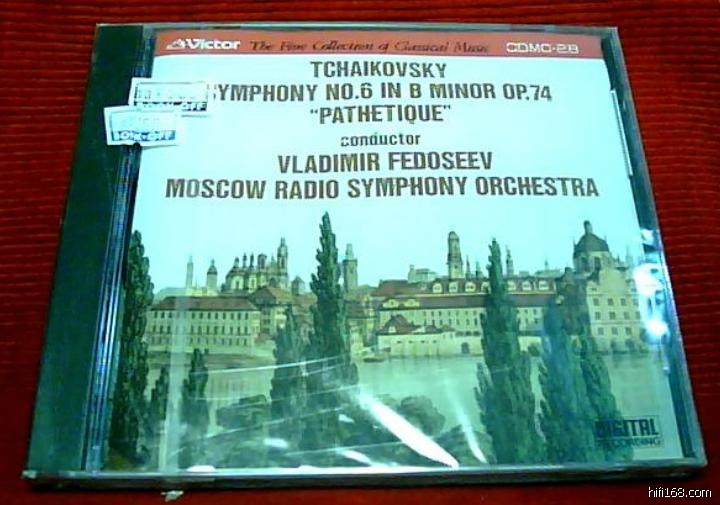 Victor The Fine Collection of Classical Music CDMC-28
TCHAIKOVSKY
SYMPHONY NO.6 IN B MINOR OP.74
"PATHETIQUE"
conductor
VLADIMIR FEDOSEEV
MOSCOW RADIO SYMPHONY ORCHESTRA
DIGITAL
RECORDING
hifi168.com